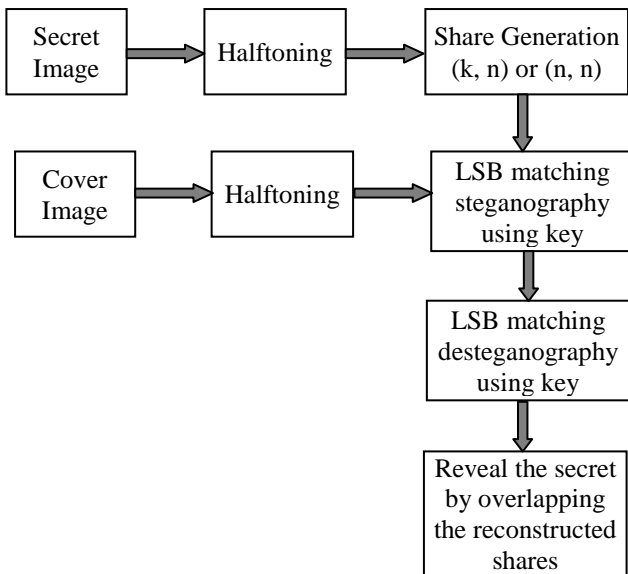 Secret
Image
Halftoning
Share Generation
(k, n) or (n, n)
Cover
Image
Halftoning
LSB matching
steganography
using key
LSB matching
desteganography
using key
Reveal the secret
by overlapping
the reconstructed
shares